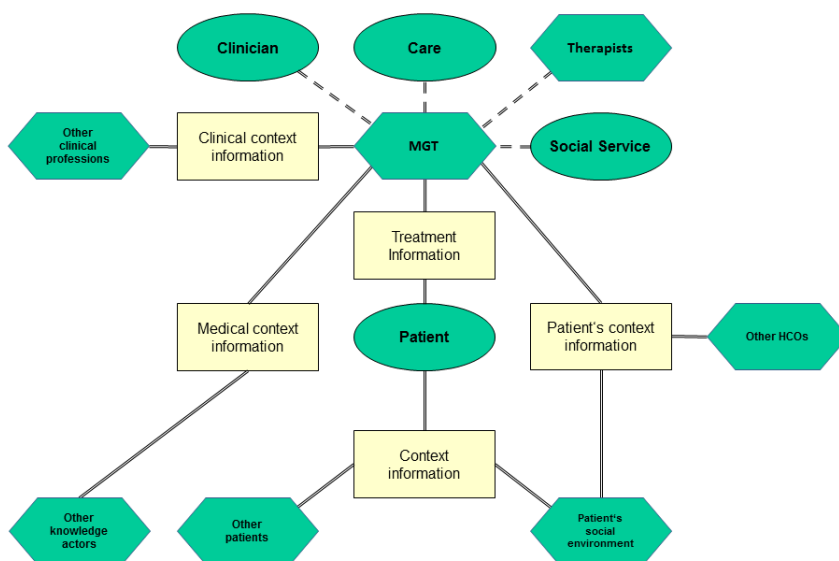 Clinician
Care
Therapists
Other
clinical
professions
Clinical context
information
MGT
Social Service
Treatment
Information
Medical context
information
Patient
Patient's context
information
Other HCOs
Context
information
Other
knowledge
actors
Other
patients
Patient's
social
environment